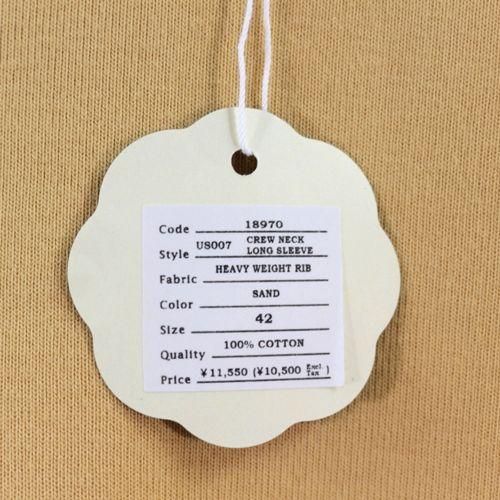 Code 18970
Style US007 CREW NECK
LONG SLEEVE
Fabric HEAVY WEIGHT RIB
Color SAND
Size 42
Quality 100% COTTON
Price ¥11,550 (¥10,500 Excl. Tax )